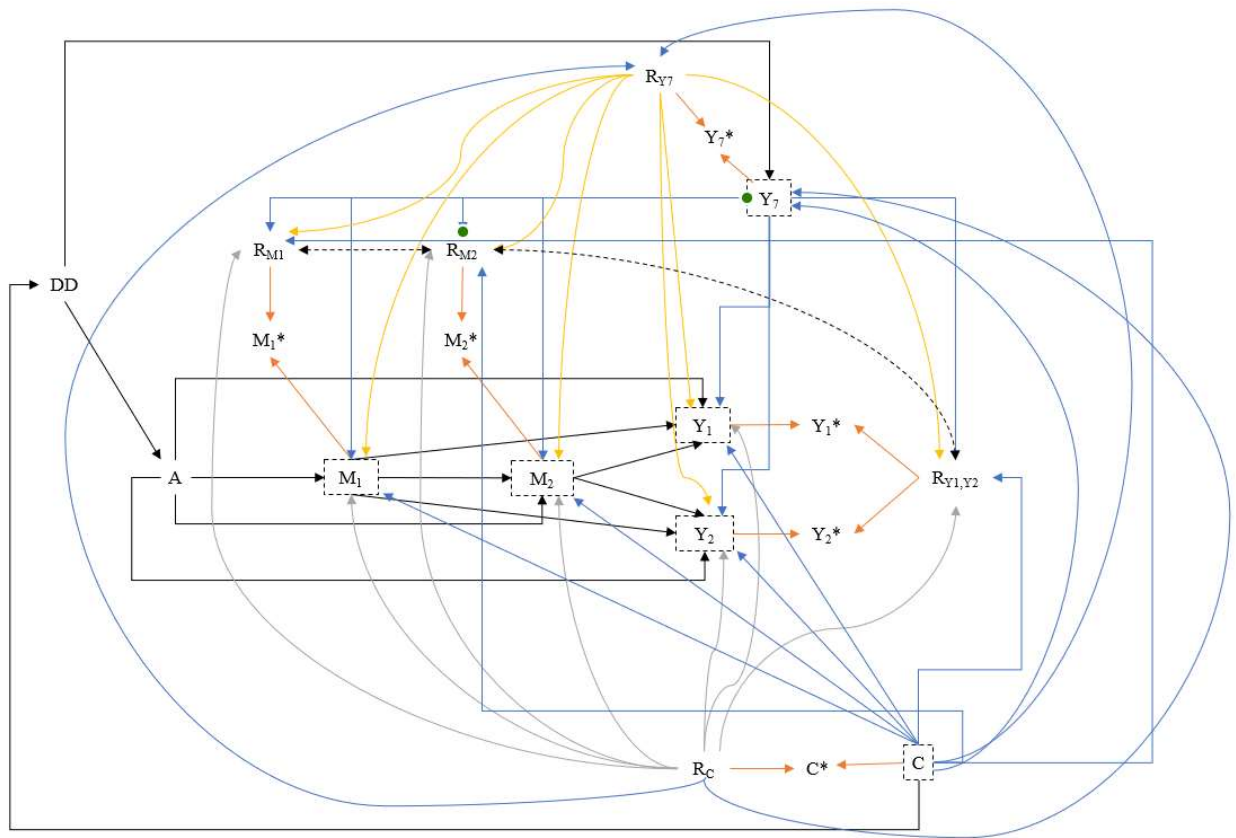 R_Y7
Y_7*
Y_7
R_M1
R_M2
DD
M_1*
M_2*
Y_1
Y_1*
A
M_1
M_2
R_Y1,Y2
Y_2
Y_2*
R_C
C*
C